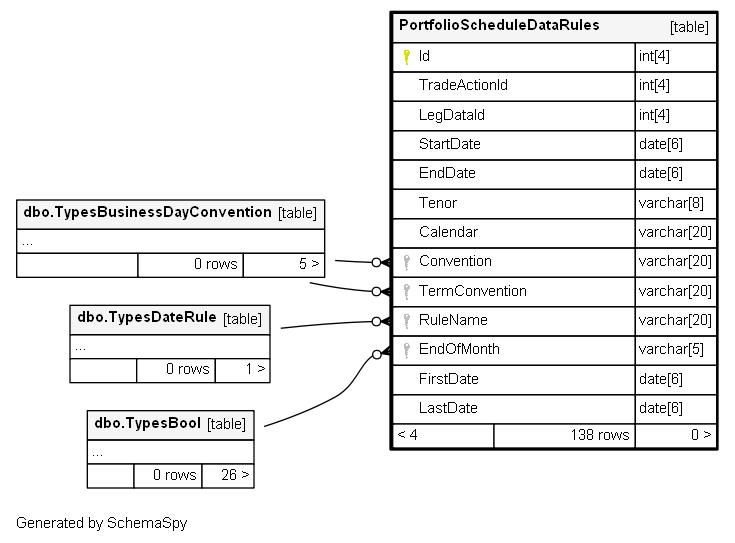 PortfolioScheduleDataRules [table]
Id int[4]
TradeActionId int[4]
LegDataId int[4]
StartDate date[6]
EndDate date[6]
Tenor varchar[8]
Calendar varchar[20]
Convention varchar[20]
TermConvention varchar[20]
RuleName varchar[20]
EndOfMonth varchar[5]
FirstDate date[6]
LastDate date[6]
< 4 138 rows 0 >
dbo.TypesBusinessDayConvention [table]
...
0 rows 5 >
dbo.TypesDateRule [table]
...
0 rows 1 >
dbo.TypesBool [table]
...
0 rows 26 >
Generated by SchemaSpy